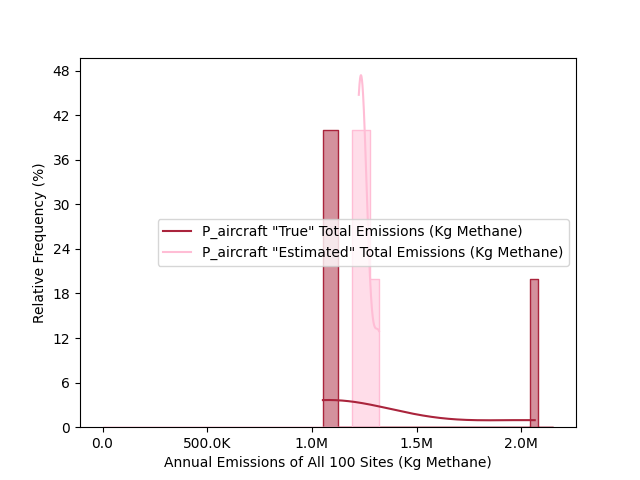 48
42
36
30
24
18
12
6
0
Relative Frequency (%)
P_aircraft "True" Total Emissions (Kg Methane)
P_aircraft "Estimated" Total Emissions (Kg Methane)
0.0 500.0K 1.0M 1.5M 2.0M
Annual Emissions of All 100 Sites (Kg Methane)